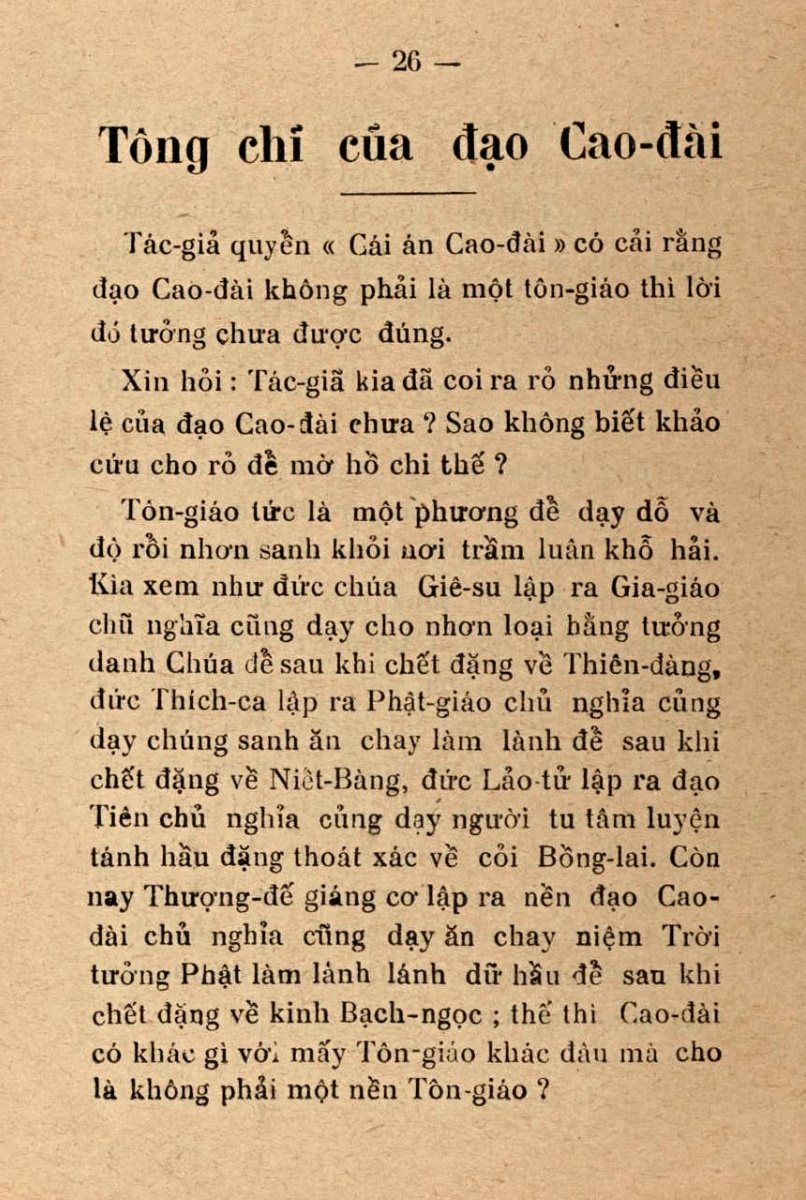 — 26 —
Tông chỉ của đạo Cao-đài
Tác-giả quyển « Cái án Cao-đài » có cải rằng
đạo Cao-đài không phải là một tôn-giáo thì lời
đó tưởng chưa được đúng.
Xin hỏi : Tác-giã kia đã coi ra rỏ nhửng điều
lệ của đạo Cao-đài chưa ? Sao không biết khảo
cứu cho rỏ để mờ hồ chi thế ?
Tôn-giáo tức là một phương để dạy dỗ và
độ rồi nhơn sanh khỏi nơi trầm luân khổ hải.
Kìa xem như đức chúa Giê-su lập ra Gia-giáo
chũ nghĩa cũng dạy cho nhơn loại hằng tưởng
danh Chúa để sau khi chết đặng về Thiên-đàng,
đức Thích-ca lập ra Phật-giáo chủ nghỉa củng
dạy chúng sanh ăn chay làm lành để sau khi
chết đặng về Niết-Bàng, đức Lảo-tử lập ra đạo
Tiên chủ nghỉa củng dạy người tu tâm luyện
tánh hầu đặng thoát xác về cỏi Bồng-lai. Còn
nay Thượng-đế giáng cơ lập ra nền đạo Cao-
đài chủ nghỉa cũng dạy ăn chay niệm Trời
tưởng Phật làm lành lánh dữ hầu để sau khi
chết đặng về kinh Bạch-ngọc ; thế thì Cao-đài
có khác gì với mấy Tôn-giáo khác đâu mà cho
là không phải một nền Tôn-giáo ?